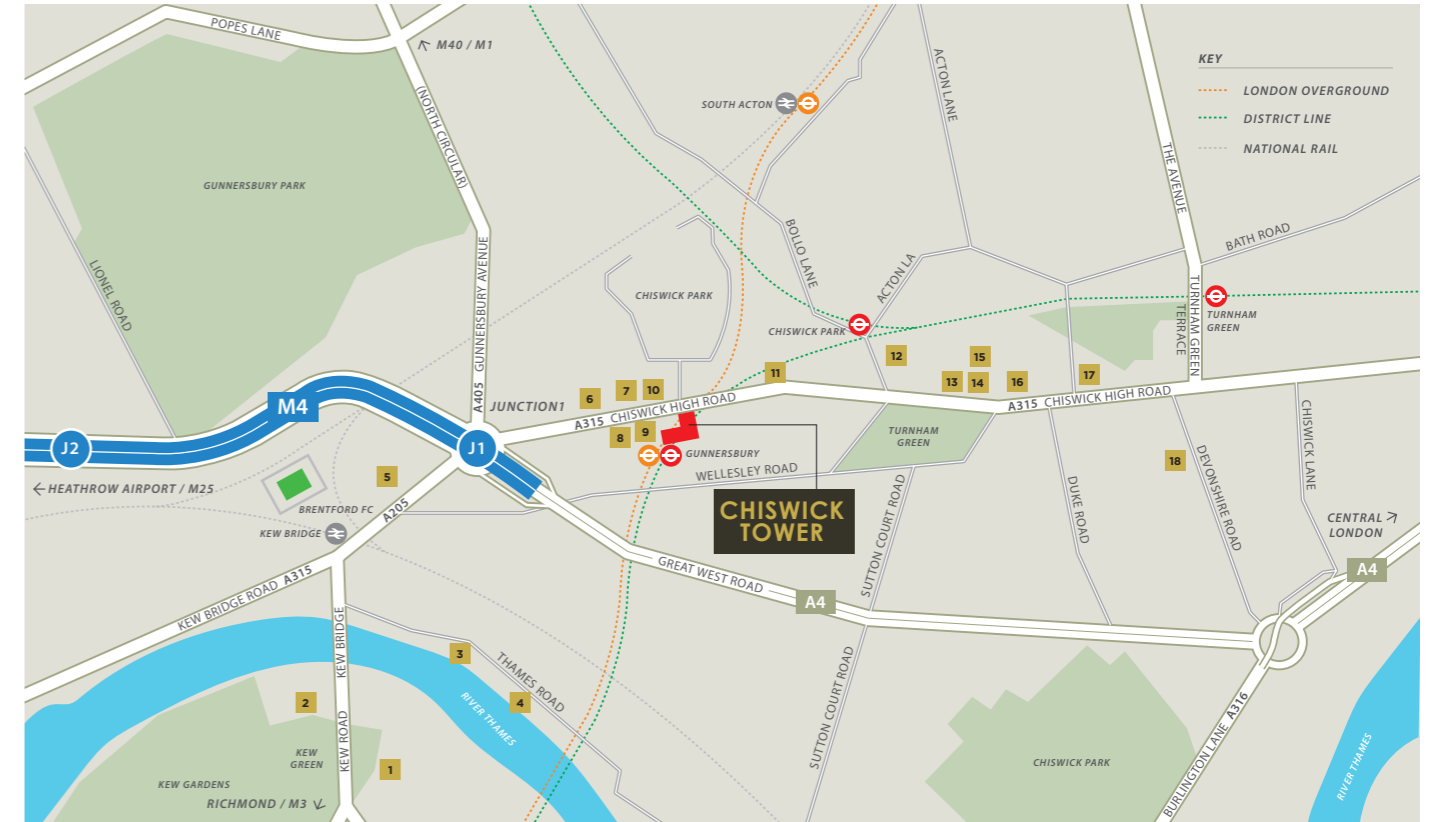 POPES LANE
M40 / M1
(NORTH CIRCULAR)
SOUTH ACTON
ACTON LANE
THE AVENUE
KEY
LONDON OVERGROUND
DISTRICT LINE
NATIONAL RAIL
GUNNERSBURY PARK
LIONEL ROAD
A405 GUNNERSBURY AVENUE
BOLLO LANE
ACTON LA
BATH ROAD
CHISWICK PARK
CHISWICK PARK
TURNHAM GREEN
TERRACE
TURNHAM
GREEN
M4
J2
J1
JUNCTION1
6
7
10
11
12
13
15
14
16
17
A315 CHISWICK HIGH ROAD
A315 CHISWICK HIGH ROAD
8
9
GUNNERSBURY
WELLESLEY ROAD
TURNHAM
GREEN
CHISWICK LANE
18
DEVONSHIRE ROAD
DUKE ROAD
SUTTON COURT ROAD
5
HEATHROW AIRPORT / M25
BRENTFORD FC
A205
KEW BRIDGE
CHISWICK
TOWER
CENTRAL
LONDON
A4
GREAT WEST ROAD
A4
KEW BRIDGE ROAD A315
KEW BRIDGE
3
THAMES ROAD
4
RIVER THAMES
SUTTON COURT ROAD
2
KEW ROAD
KEW
GREEN
1
KEW GARDENS
RICHMOND / M3
CHISWICK PARK
BURLINGTON LANE A316
RIVER THAMES